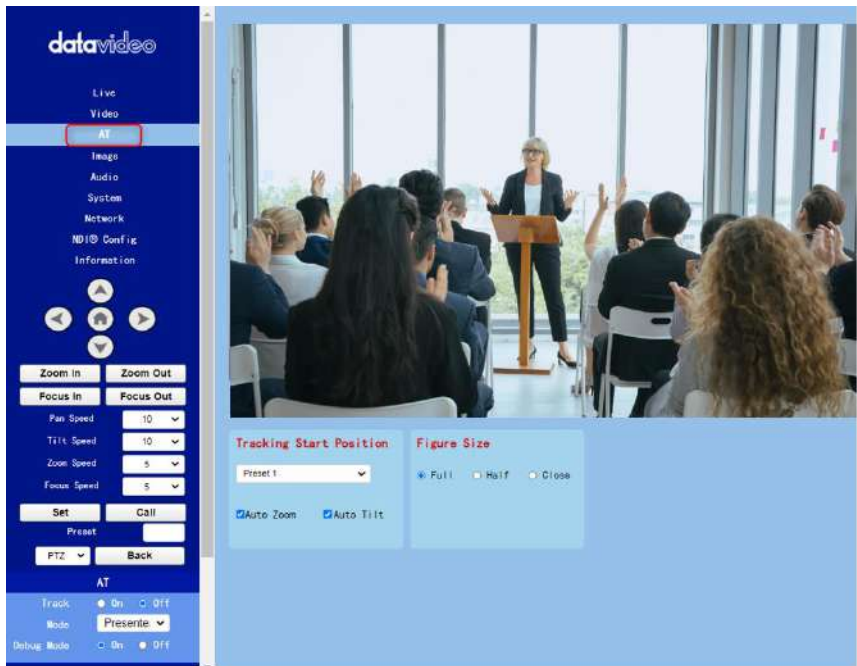 datavideo
Live
Video
AT
Image
Audio
System
Network
NDI® Config
Information
Zoom In Zoom Out
Focus In Focus Out
Pan Speed 10
Tilt Speed 10
Zoom Speed 5
Focus Speed 5
Set Call
Preset
PTZ Back
AT
Track On Off
Mode Presente
Debug Mode On Off
Tracking Start Position
Preset 1
Auto Zoom Auto Tilt
Figure Size
Full Half Close